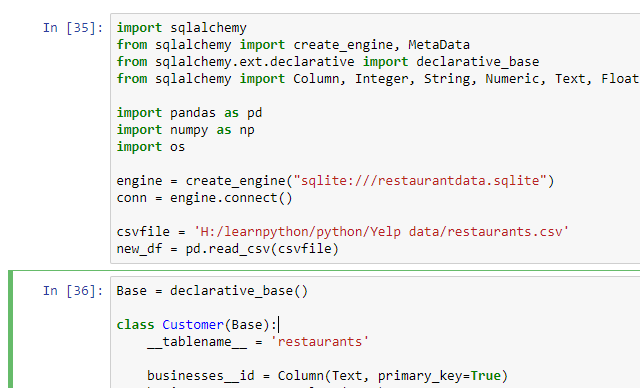 In [35]: import sqlalchemy
from sqlalchemy import create_engine, MetaData
from sqlalchemy.ext.declarative import declarative_base
from sqlalchemy import Column, Integer, String, Numeric, Text, Float
import pandas as pd
import numpy as np
import os
engine = create_engine("sqlite:///restaurantdata.sqlite")
conn = engine.connect()
csvfile = 'H:/learnpython/python/Yelp data/restaurants.csv'
new_df = pd.read_csv(csvfile)
In [36]: Base = declarative_base()
class Customer(Base):
__tablename__ = 'restaurants'
businesses__id = Column(Text, primary_key=True)